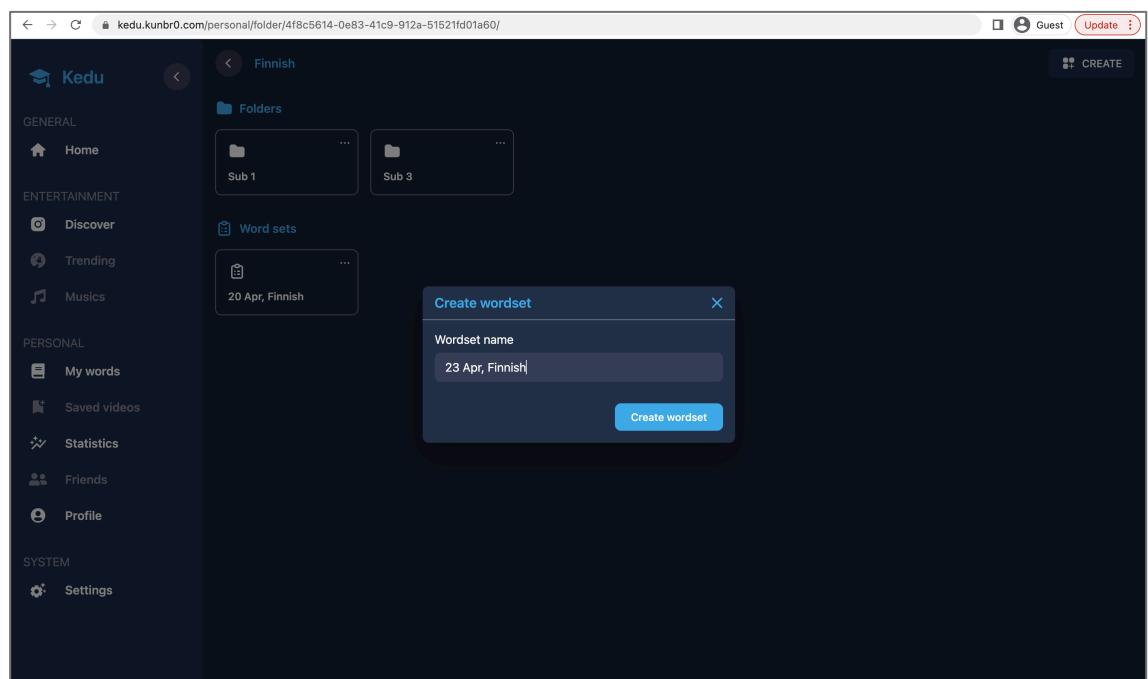 kedu.kunbr0.com/personal/folder/4f8c5614-0e83-41c9-912a-51521fd01a60/
Guest
Update
Kedu
Finnish
CREATE
GENERAL
Home
ENTERTAINMENT
Discover
Trending
Musics
PERSONAL
My words
Saved videos
Statistics
Friends
Profile
SYSTEM
Settings
Folders
Sub 1
Sub 3
Word sets
20 Apr, Finnish
Create wordset
Wordset name
23 Apr, Finnish
Create wordset